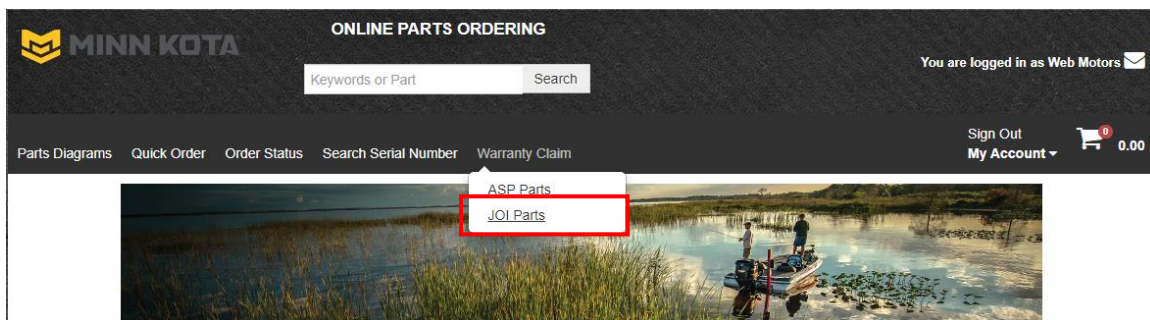 MINN KOTA
ONLINE PARTS ORDERING
Keywords or Part
Search
You are logged in as Web Motors
Parts Diagrams
Quick Order
Order Status
Search Serial Number
Warranty Claim
Sign Out
My Account
0
0.00
ASP Parts
JOI Parts